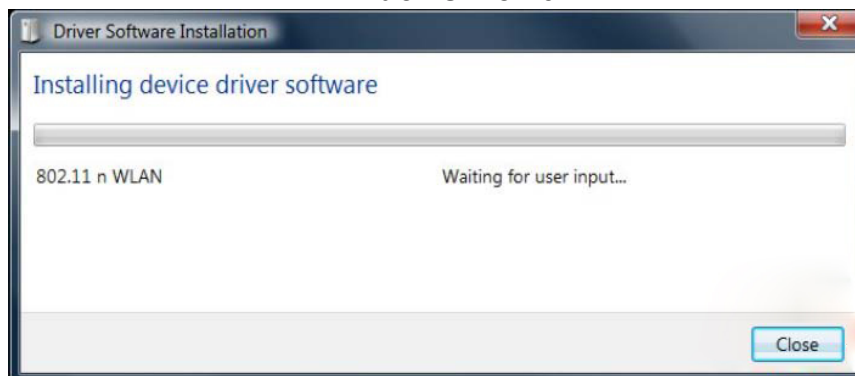 Driver Software Installation
Installing device driver software
802.11 n WLAN Waiting for user input...
Close